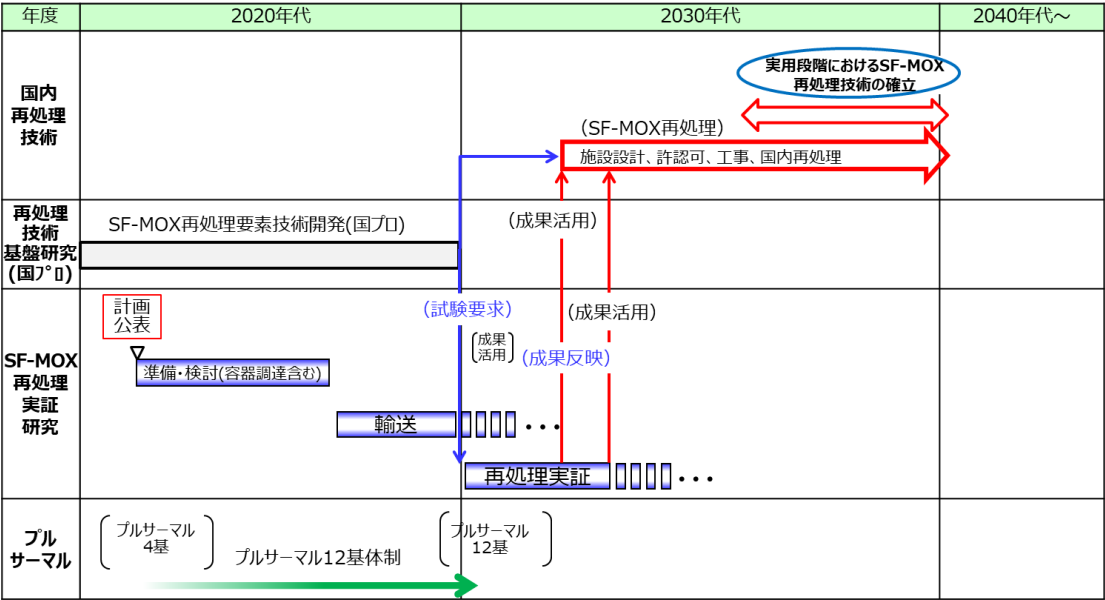 年度
2020年代
2030年代
2040年代～
国内
再処理
技術
実用段階におけるSF-MOX
再処理技術の確立
(SF-MOX再処理)
施設設計、許認可、工事、国内再処理
再処理
技術
基盤研究
(国ﾌﾟﾛ)
SF-MOX再処理要素技術開発(国プロ)
(成果活用)
SF-MOX
再処理
実証
研究
計画
公表
準備・検討(容器調達含む)
輸送
・・・
再処理実証
・・・
(試験要求)
成果
活用
(成果反映)
(成果活用)
プル
サーマル
プルサーマル
4基
プルサーマル12基体制
プルサーマル
12基